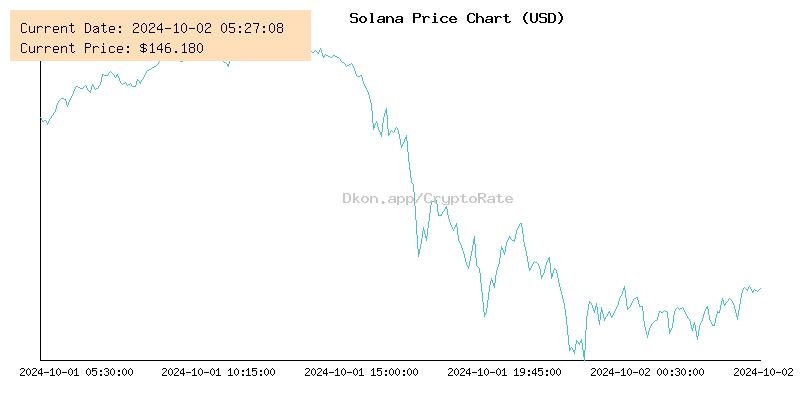 Solana Price Chart (USD)
Current Date: 2024-10-02 05:27:08
Current Price: $146.180
Dkon.app/CryptoRate
2024-10-01 05:30:00 2024-10-01 10:15:00 2024-10-01 15:00:00 2024-10-01 19:45:00 2024-10-02 00:30:00 2024-10-02